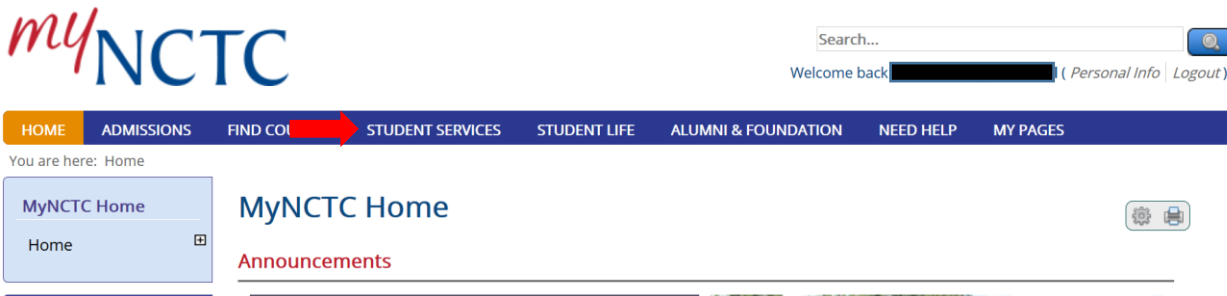 myNCTC
Search...
Welcome back ( Personal Info Logout )
HOME ADMISSIONS FIND STUDENT SERVICES STUDENT LIFE ALUMNI & FOUNDATION NEED HELP MY PAGES
You are here: Home
MyNCTC Home
Home
MyNCTC Home
Announcements